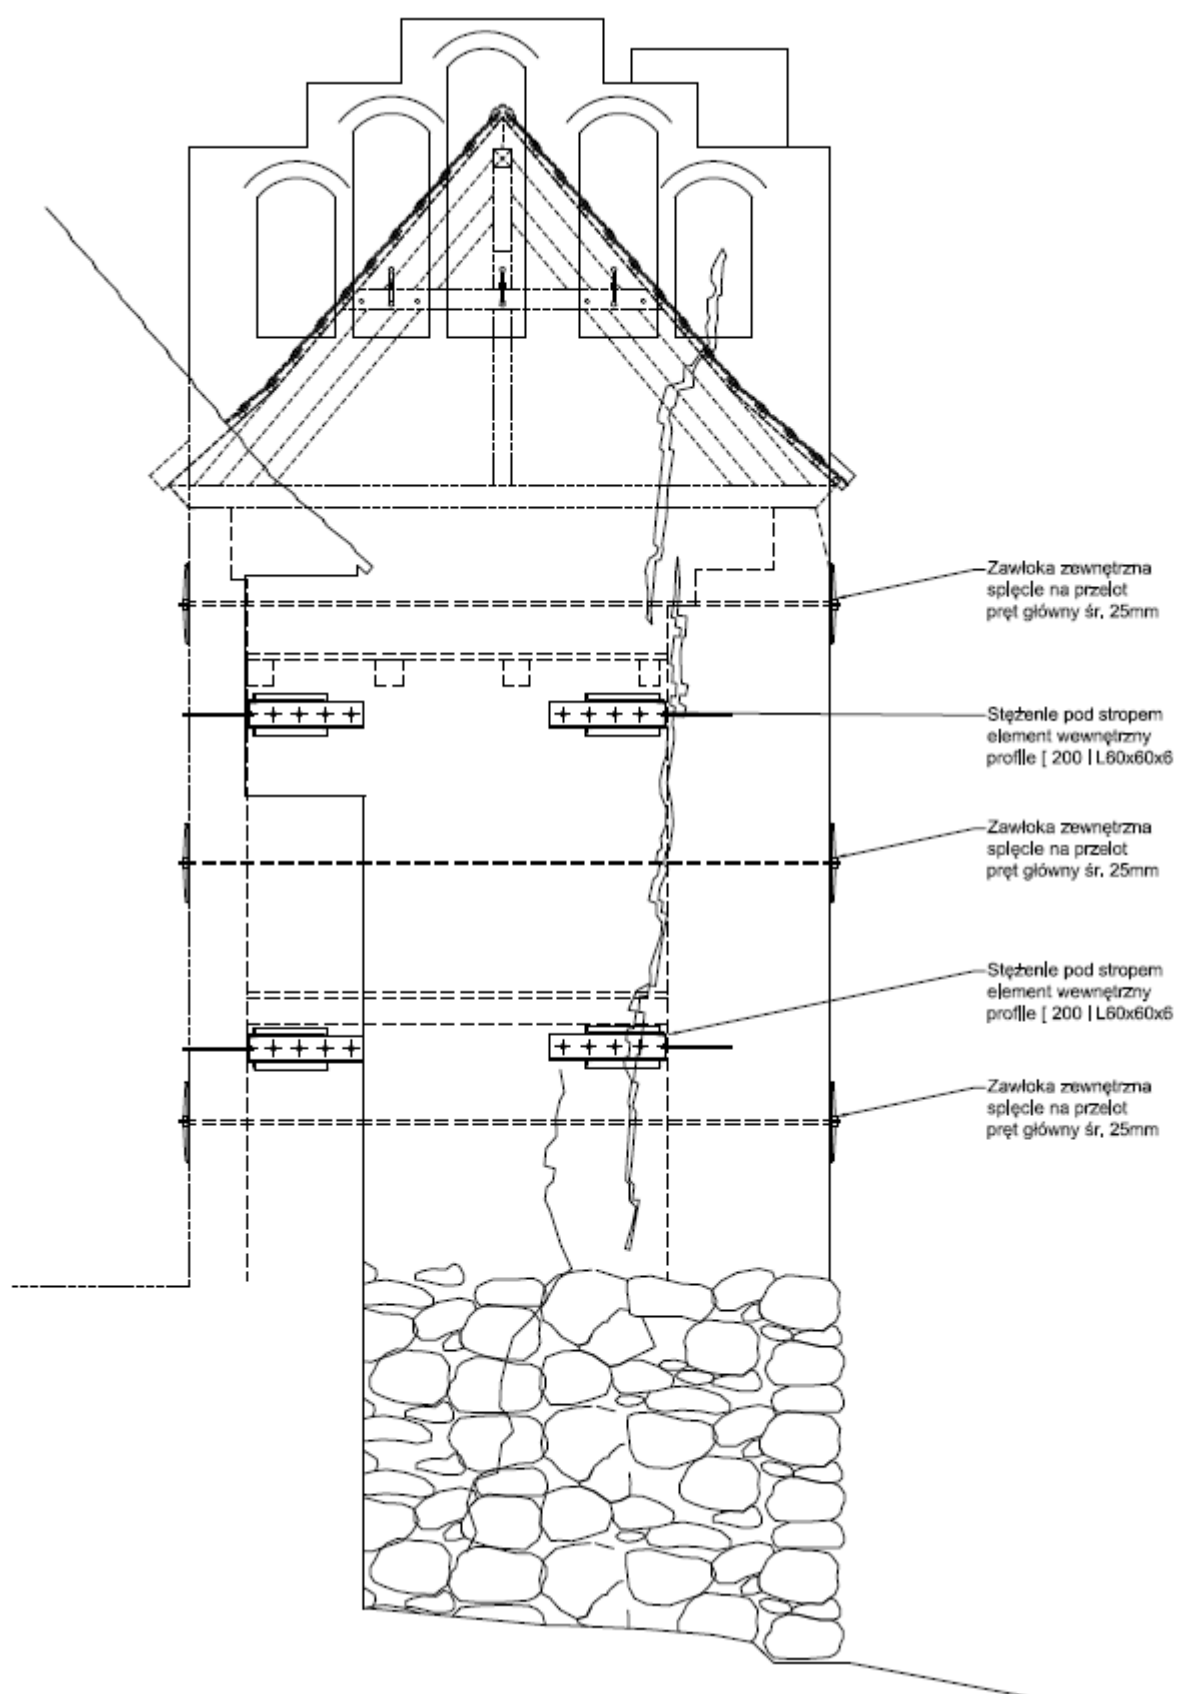 Zawłoka zewnętrzna
spięcie na przelot
pręt główny śr. 25mm
Stężenie pod stropem
element wewnętrzny
profile [ 200 i L60x60x6
Zawłoka zewnętrzna
spięcie na przelot
pręt główny śr. 25mm
Stężenie pod stropem
element wewnętrzny
profile [ 200 i L60x60x6
Zawłoka zewnętrzna
spięcie na przelot
pręt główny śr. 25mm